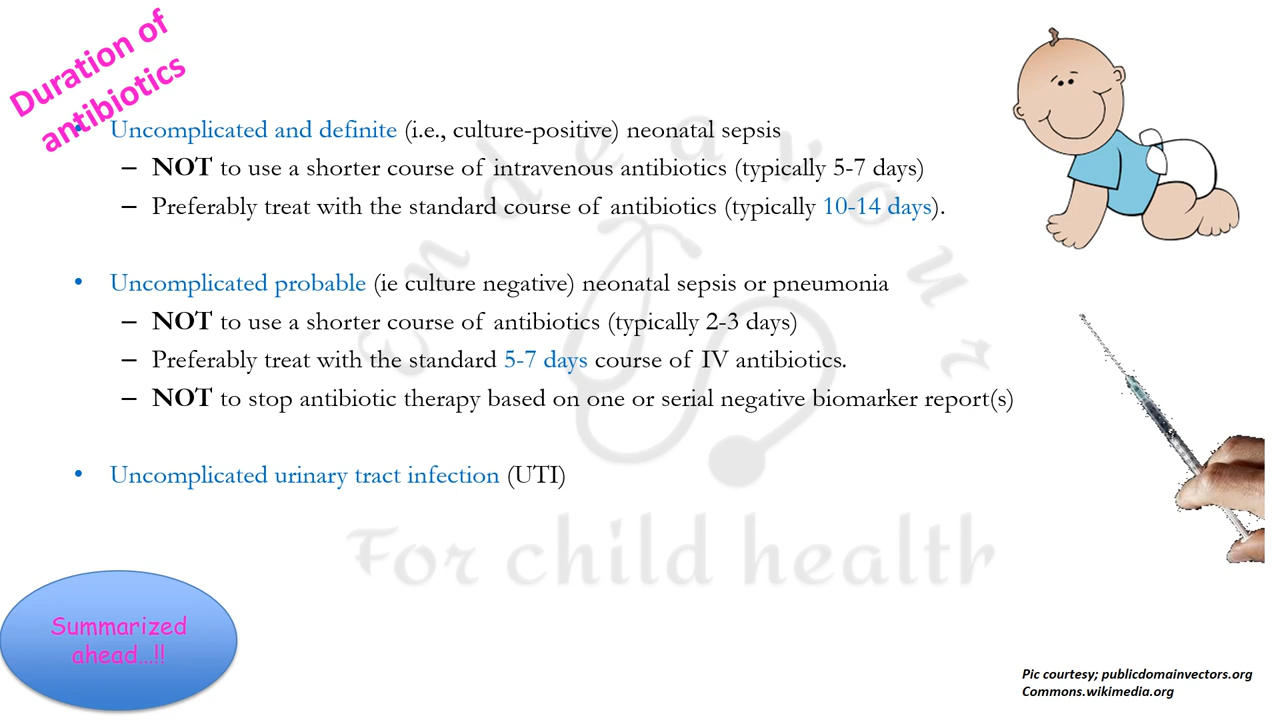 Duration of
antibiotics
• Uncomplicated and definite (i.e., culture-positive) neonatal sepsis
– NOT to use a shorter course of intravenous antibiotics (typically 5-7 days)
– Preferably treat with the standard course of antibiotics (typically 10-14 days).
• Uncomplicated probable (ie culture negative) neonatal sepsis or pneumonia
– NOT to use a shorter course of antibiotics (typically 2-3 days)
– Preferably treat with the standard 5-7 days course of IV antibiotics.
– NOT to stop antibiotic therapy based on one or serial negative biomarker report(s)
• Uncomplicated urinary tract infection (UTI)
Endeavour
For child health
Summarized
ahead...!!
Pic courtesy; publicdomainvectors.org
Commons.wikimedia.org